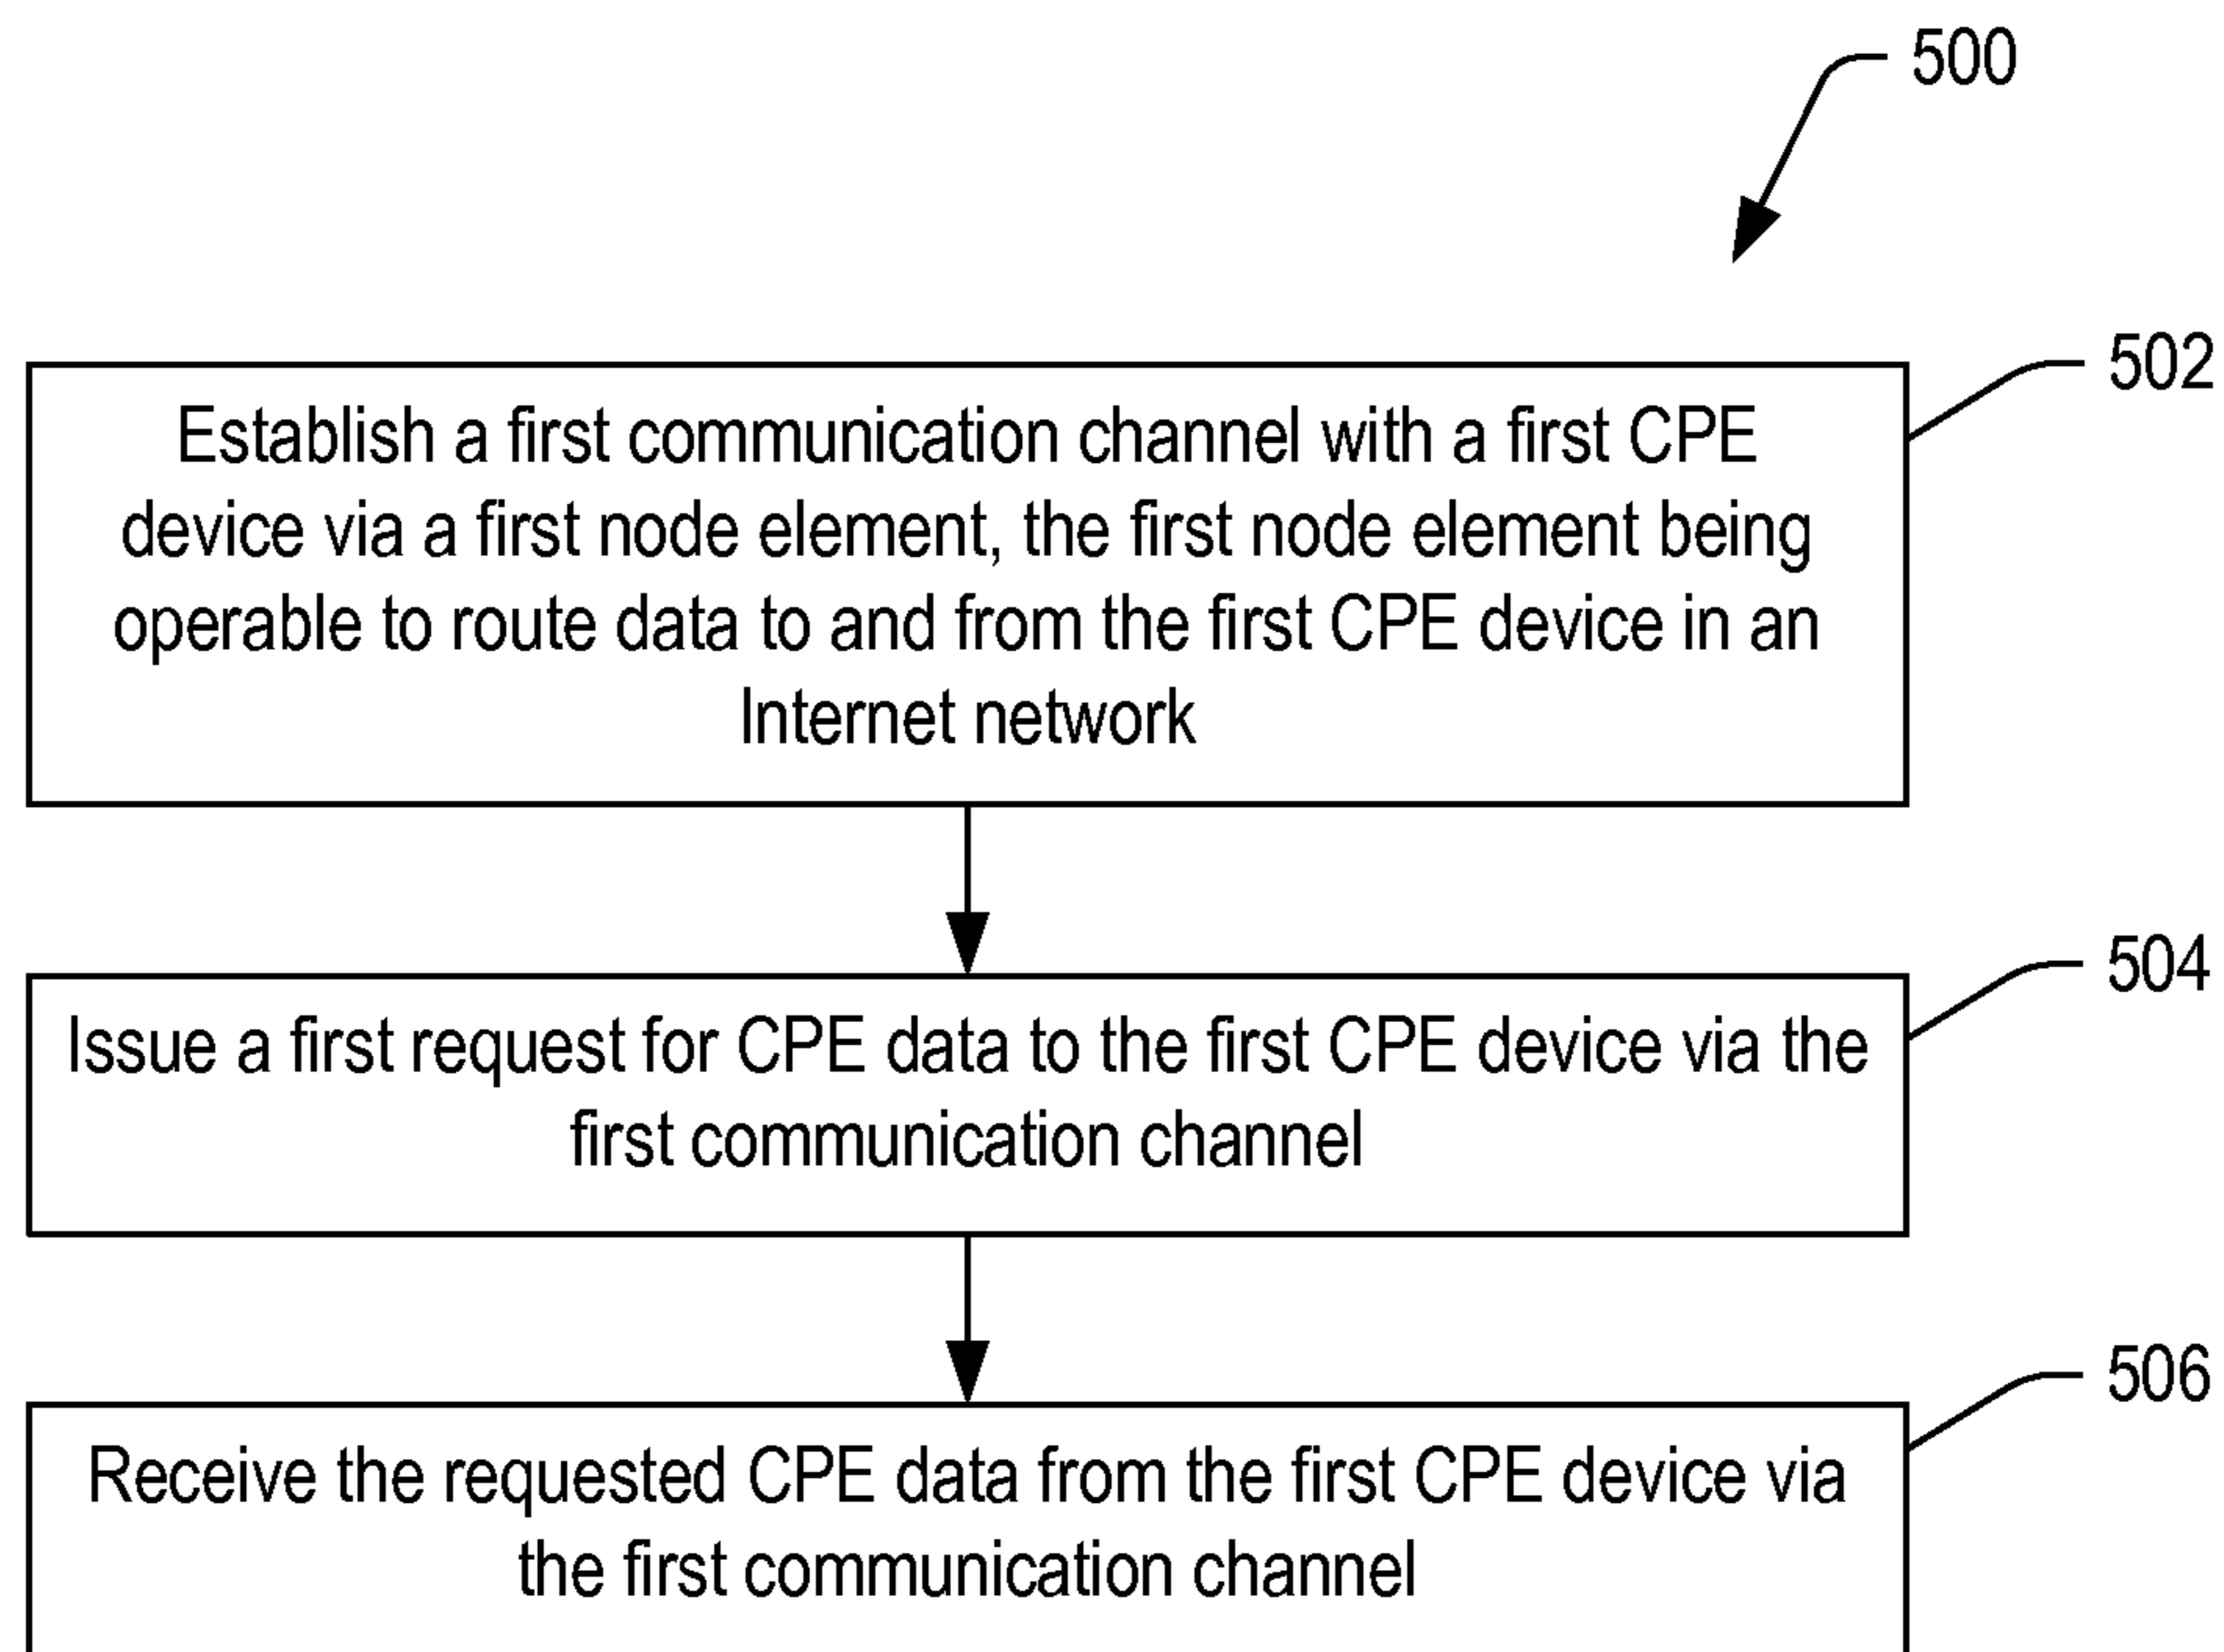 500
502
Establish a first communication channel with a first CPE
device via a first node element, the first node element being
operable to route data to and from the first CPE device in an
Internet network
504
Issue a first request for CPE data to the first CPE device via the
first communication channel
506
Receive the requested CPE data from the first CPE device via
the first communication channel